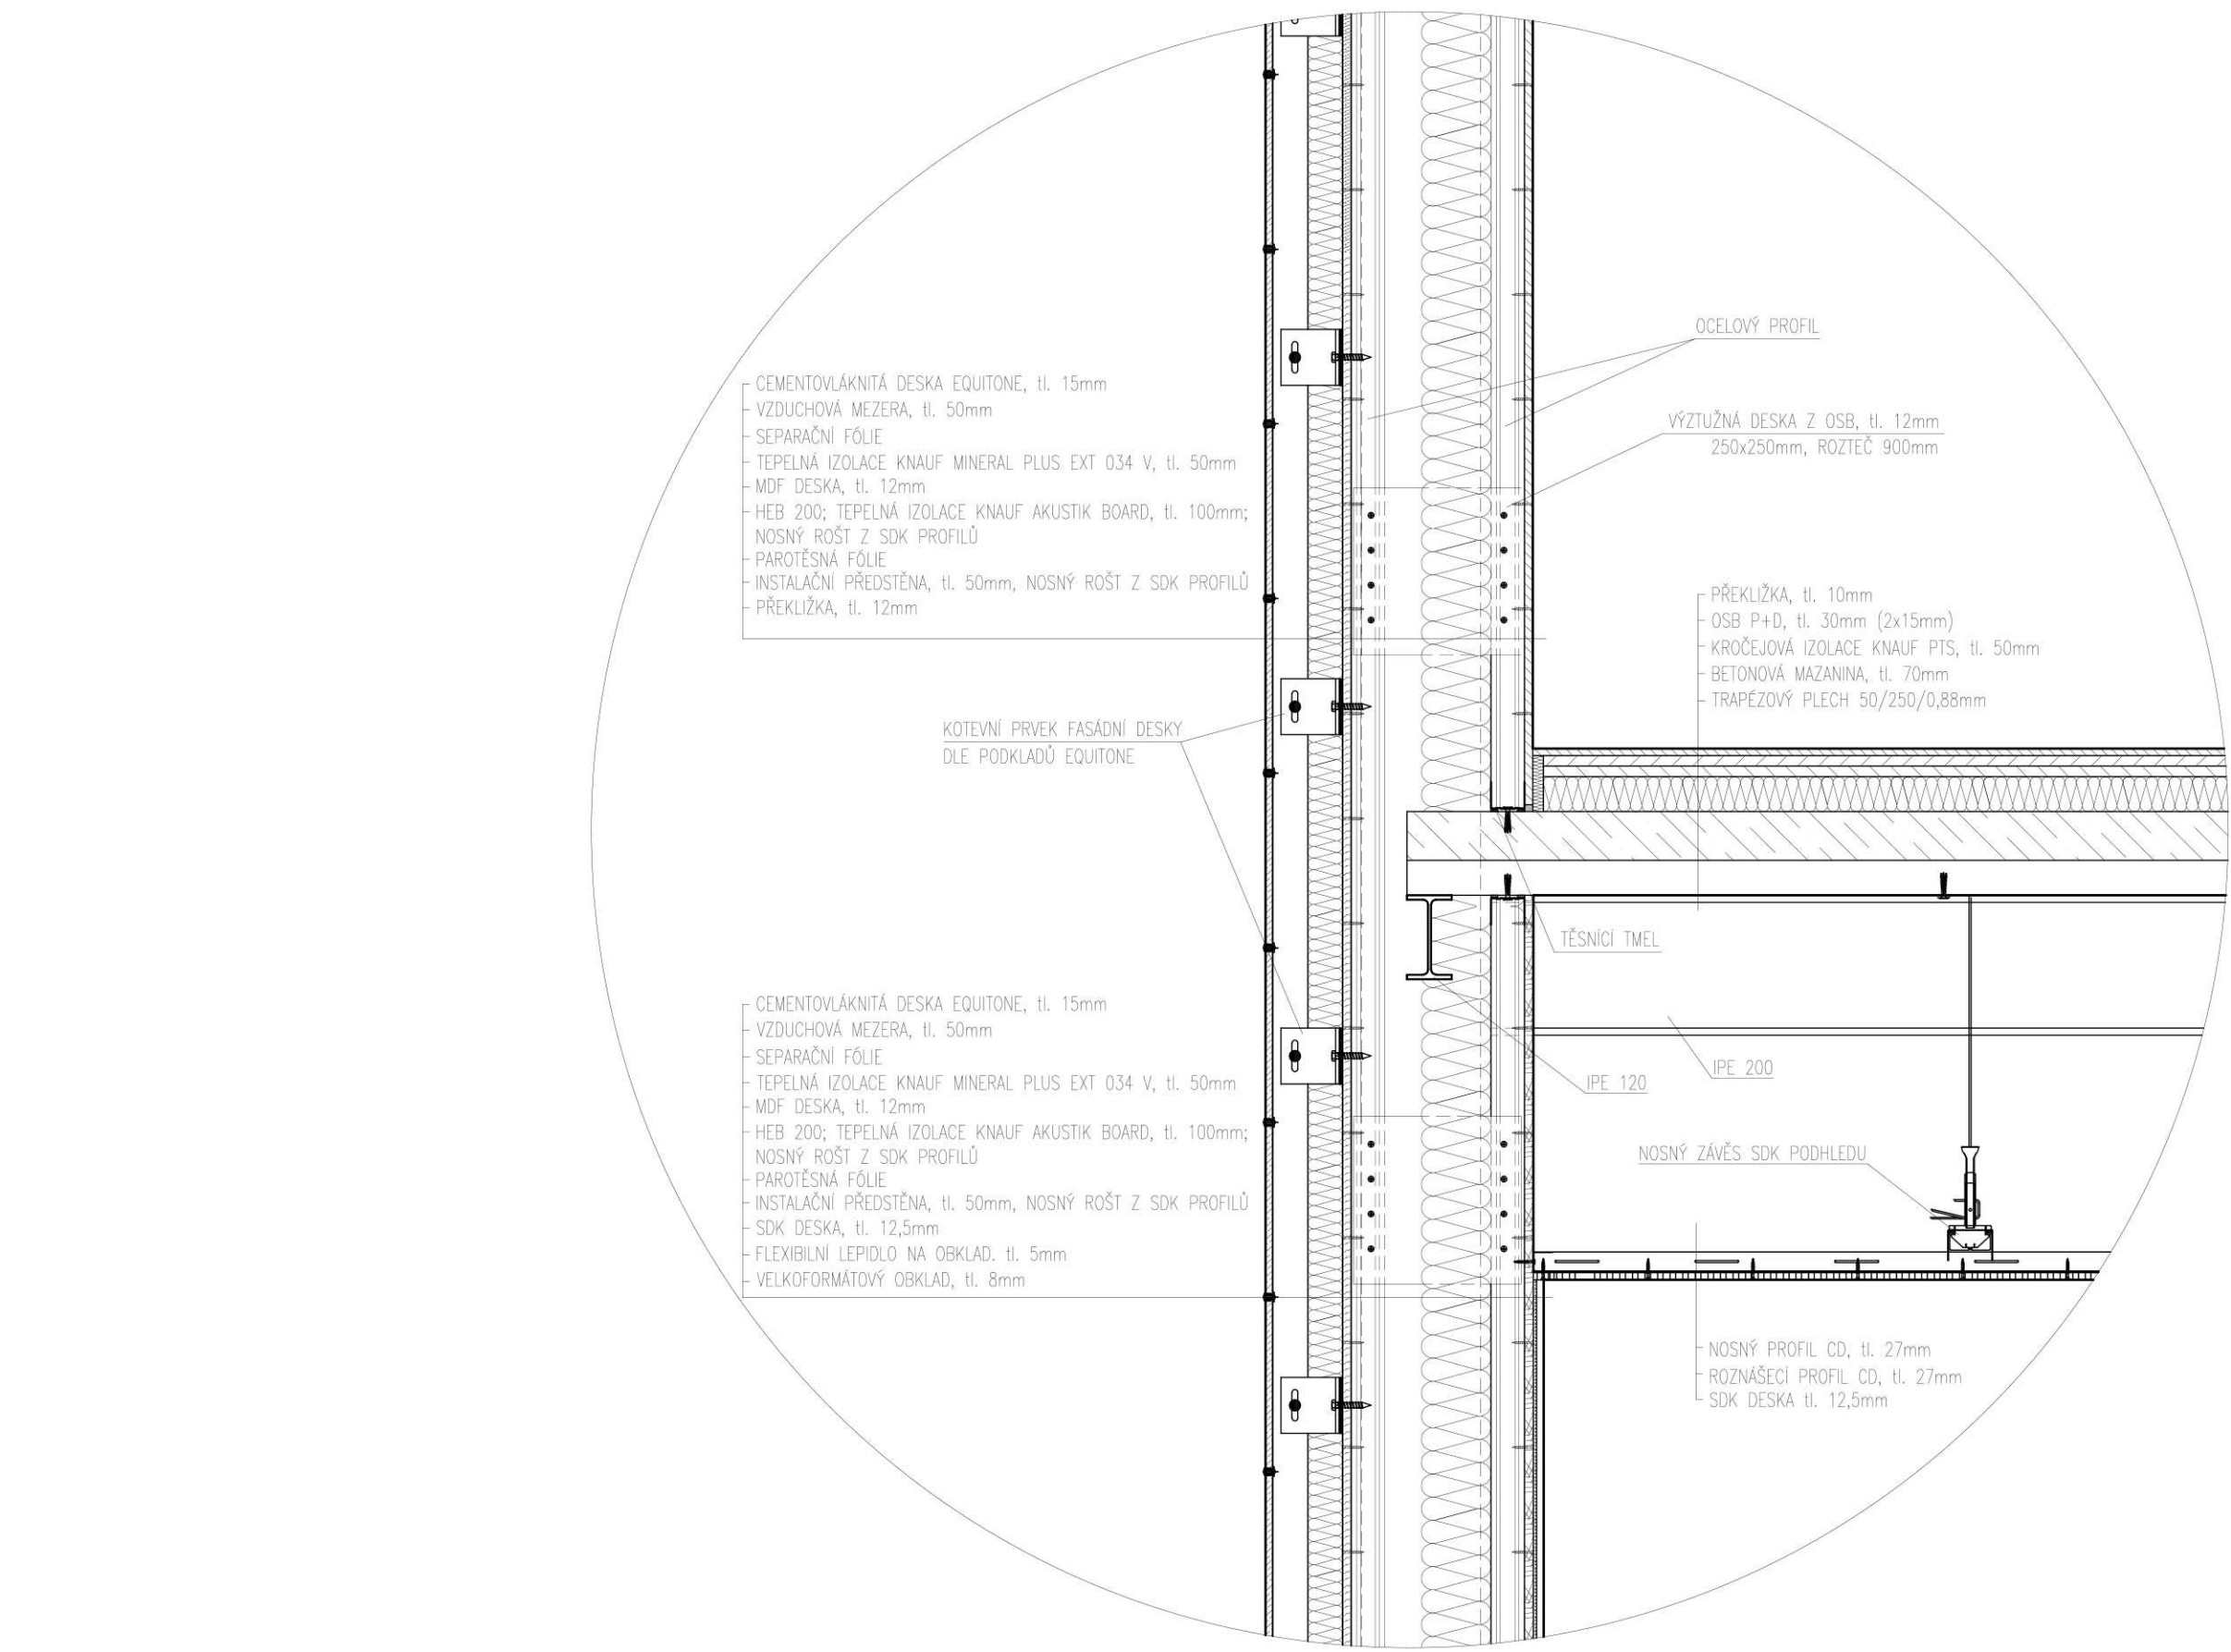 CEMENTOVLÁKNITÁ DESKA EQUITONE, tl. 15mm
VZDUCHOVÁ MEZERA, tl. 50mm
SEPARAČNÍ FÓLIE
TEPELNÁ IZOLACE KNAUF MINERAL PLUS EXT 034 V, tl. 50mm
MDF DESKA, tl. 12mm
HEB 200; TEPELNÁ IZOLACE KNAUF AKUSTIK BOARD, tl. 100mm;
NOSNÝ ROŠT Z SDK PROFILŮ
PAROTĚSNÁ FÓLIE
INSTALAČNÍ PŘEDSTĚNA, tl. 50mm, NOSNÝ ROŠT Z SDK PROFILŮ
PŘEKLIŽKA, tl. 12mm
OCELOVÝ PROFIL
VÝZTUŽNÁ DESKA Z OSB, tl. 12mm
250x250mm, ROZTEČ 900mm
PŘEKLIŽKA, tl. 10mm
OSB P+D, tl. 30mm (2x15mm)
KROČEJOVÁ IZOLACE KNAUF PTS, tl. 50mm
BETONOVÁ MAZANINA, tl. 70mm
TRAPÉZOVÝ PLECH 50/250/0,88mm
KOTEVNÍ PRVEK FASÁDNÍ DESKY
DLE PODKLADŮ EQUITONE
TĚSNÍCÍ TMEL
IPE 120
IPE 200
NOSNÝ ZÁVĚS SDK PODHLEDU
CEMENTOVLÁKNITÁ DESKA EQUITONE, tl. 15mm
VZDUCHOVÁ MEZERA, tl. 50mm
SEPARAČNÍ FÓLIE
TEPELNÁ IZOLACE KNAUF MINERAL PLUS EXT 034 V, tl. 50mm
MDF DESKA, tl. 12mm
HEB 200; TEPELNÁ IZOLACE KNAUF AKUSTIK BOARD, tl. 100mm;
NOSNÝ ROŠT Z SDK PROFILŮ
PAROTĚSNÁ FÓLIE
INSTALAČNÍ PŘEDSTĚNA, tl. 50mm, NOSNÝ ROŠT Z SDK PROFILŮ
SDK DESKA, tl. 12,5mm
FLEXIBILNÍ LEPIDLO NA OBKLAD. tl. 5mm
VELKOFORMÁTOVÝ OBKLAD, tl. 8mm
NOSNÝ PROFIL CD, tl. 27mm
ROZNÁŠECÍ PROFIL CD, tl. 27mm
SDK DESKA tl. 12,5mm